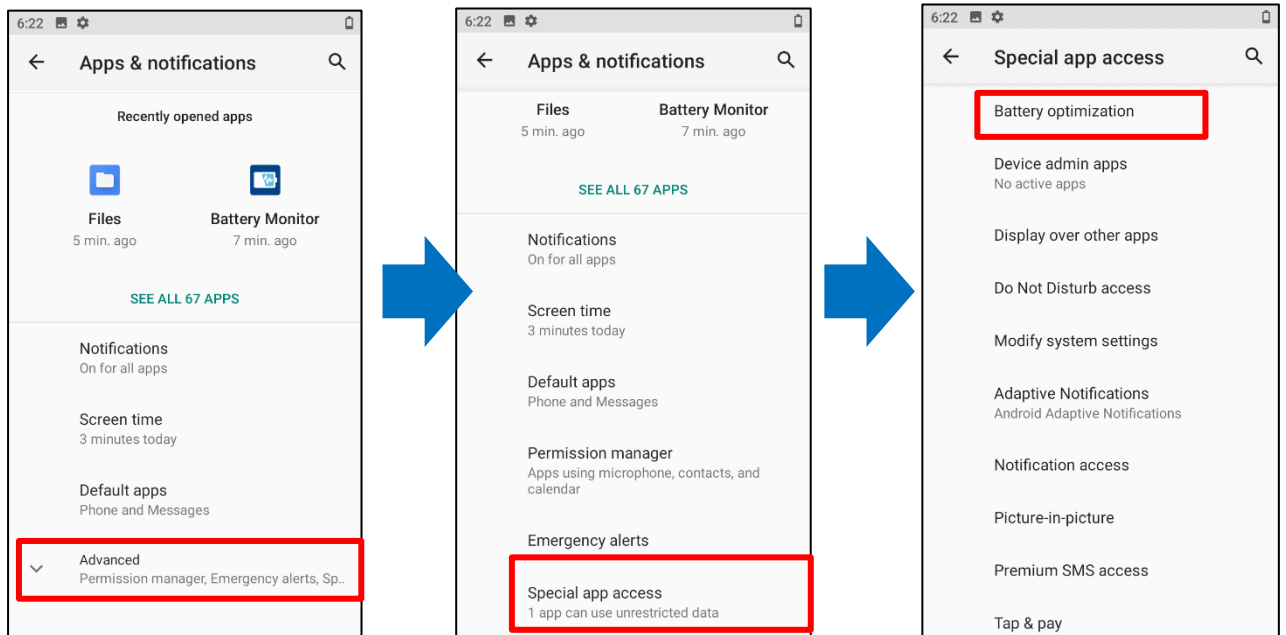 6:22
Apps & notifications
Recently opened apps
Files
Battery Monitor
5 min. ago
7 min. ago
SEE ALL 67 APPS
Notifications
On for all apps
Screen time
3 minutes today
Default apps
Phone and Messages
Advanced
Permission manager, Emergency alerts, Sp..
6:22
Apps & notifications
Files
Battery Monitor
5 min. ago
7 min. ago
SEE ALL 67 APPS
Notifications
On for all apps
Screen time
3 minutes today
Default apps
Phone and Messages
Permission manager
Apps using microphone, contacts, and
calendar
Emergency alerts
Special app access
1 app can use unrestricted data
6:22
Special app access
Battery optimization
Device admin apps
No active apps
Display over other apps
Do Not Disturb access
Modify system settings
Adaptive Notifications
Android Adaptive Notifications
Notification access
Picture-in-picture
Premium SMS access
Tap & pay